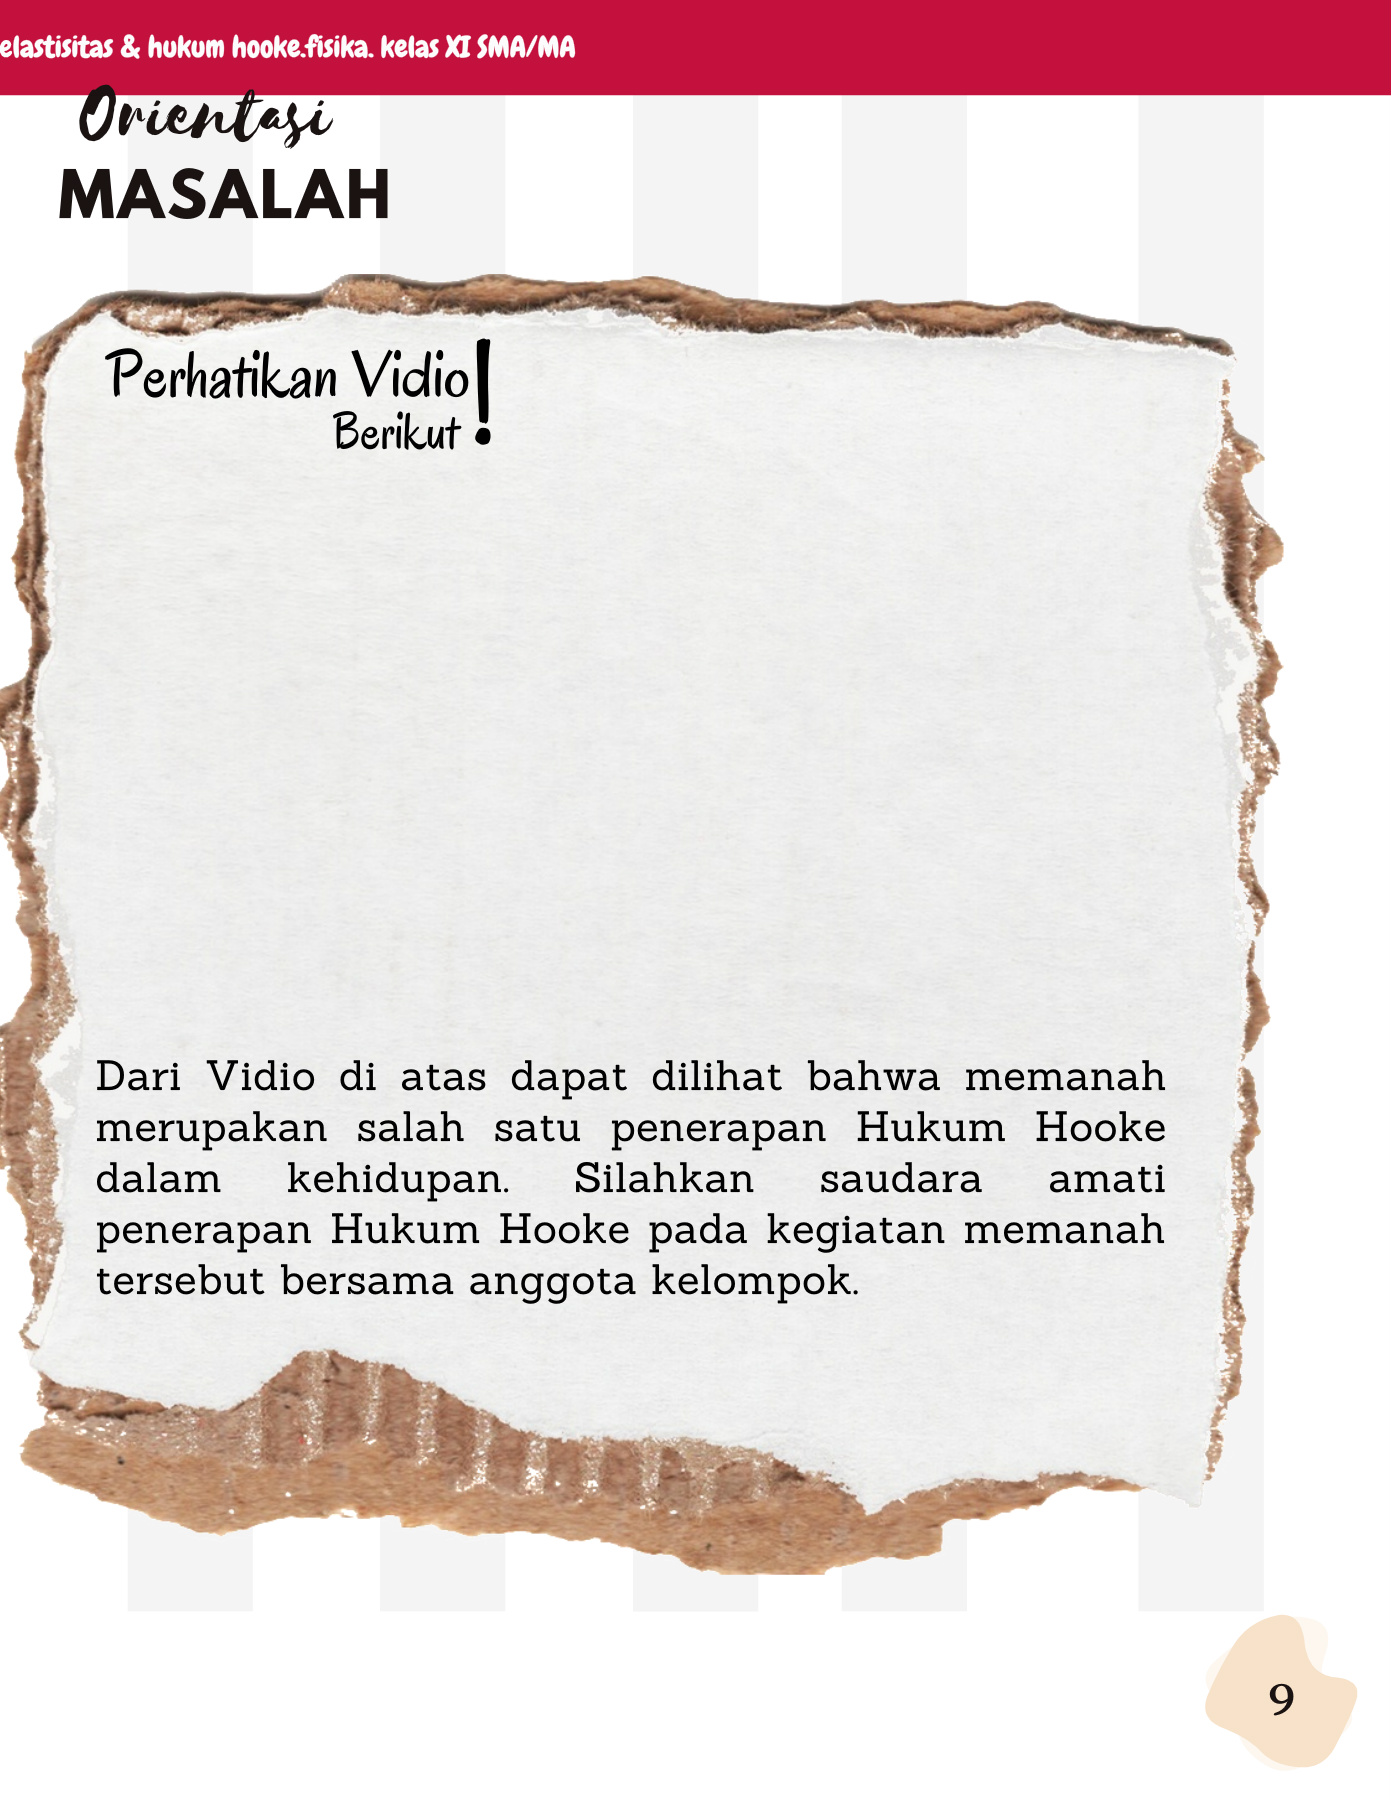 elastisitas & hukum hooke.fisika. kelas XI SMA/MA
Orientasi
MASALAH
Perhatikan Vidio!
Berikut
Dari Vidio di atas dapat dilihat bahwa memanah
merupakan salah satu penerapan Hukum Hooke
dalam kehidupan. Silahkan saudara amati
penerapan Hukum Hooke pada kegiatan memanah
tersebut bersama anggota kelompok.
9